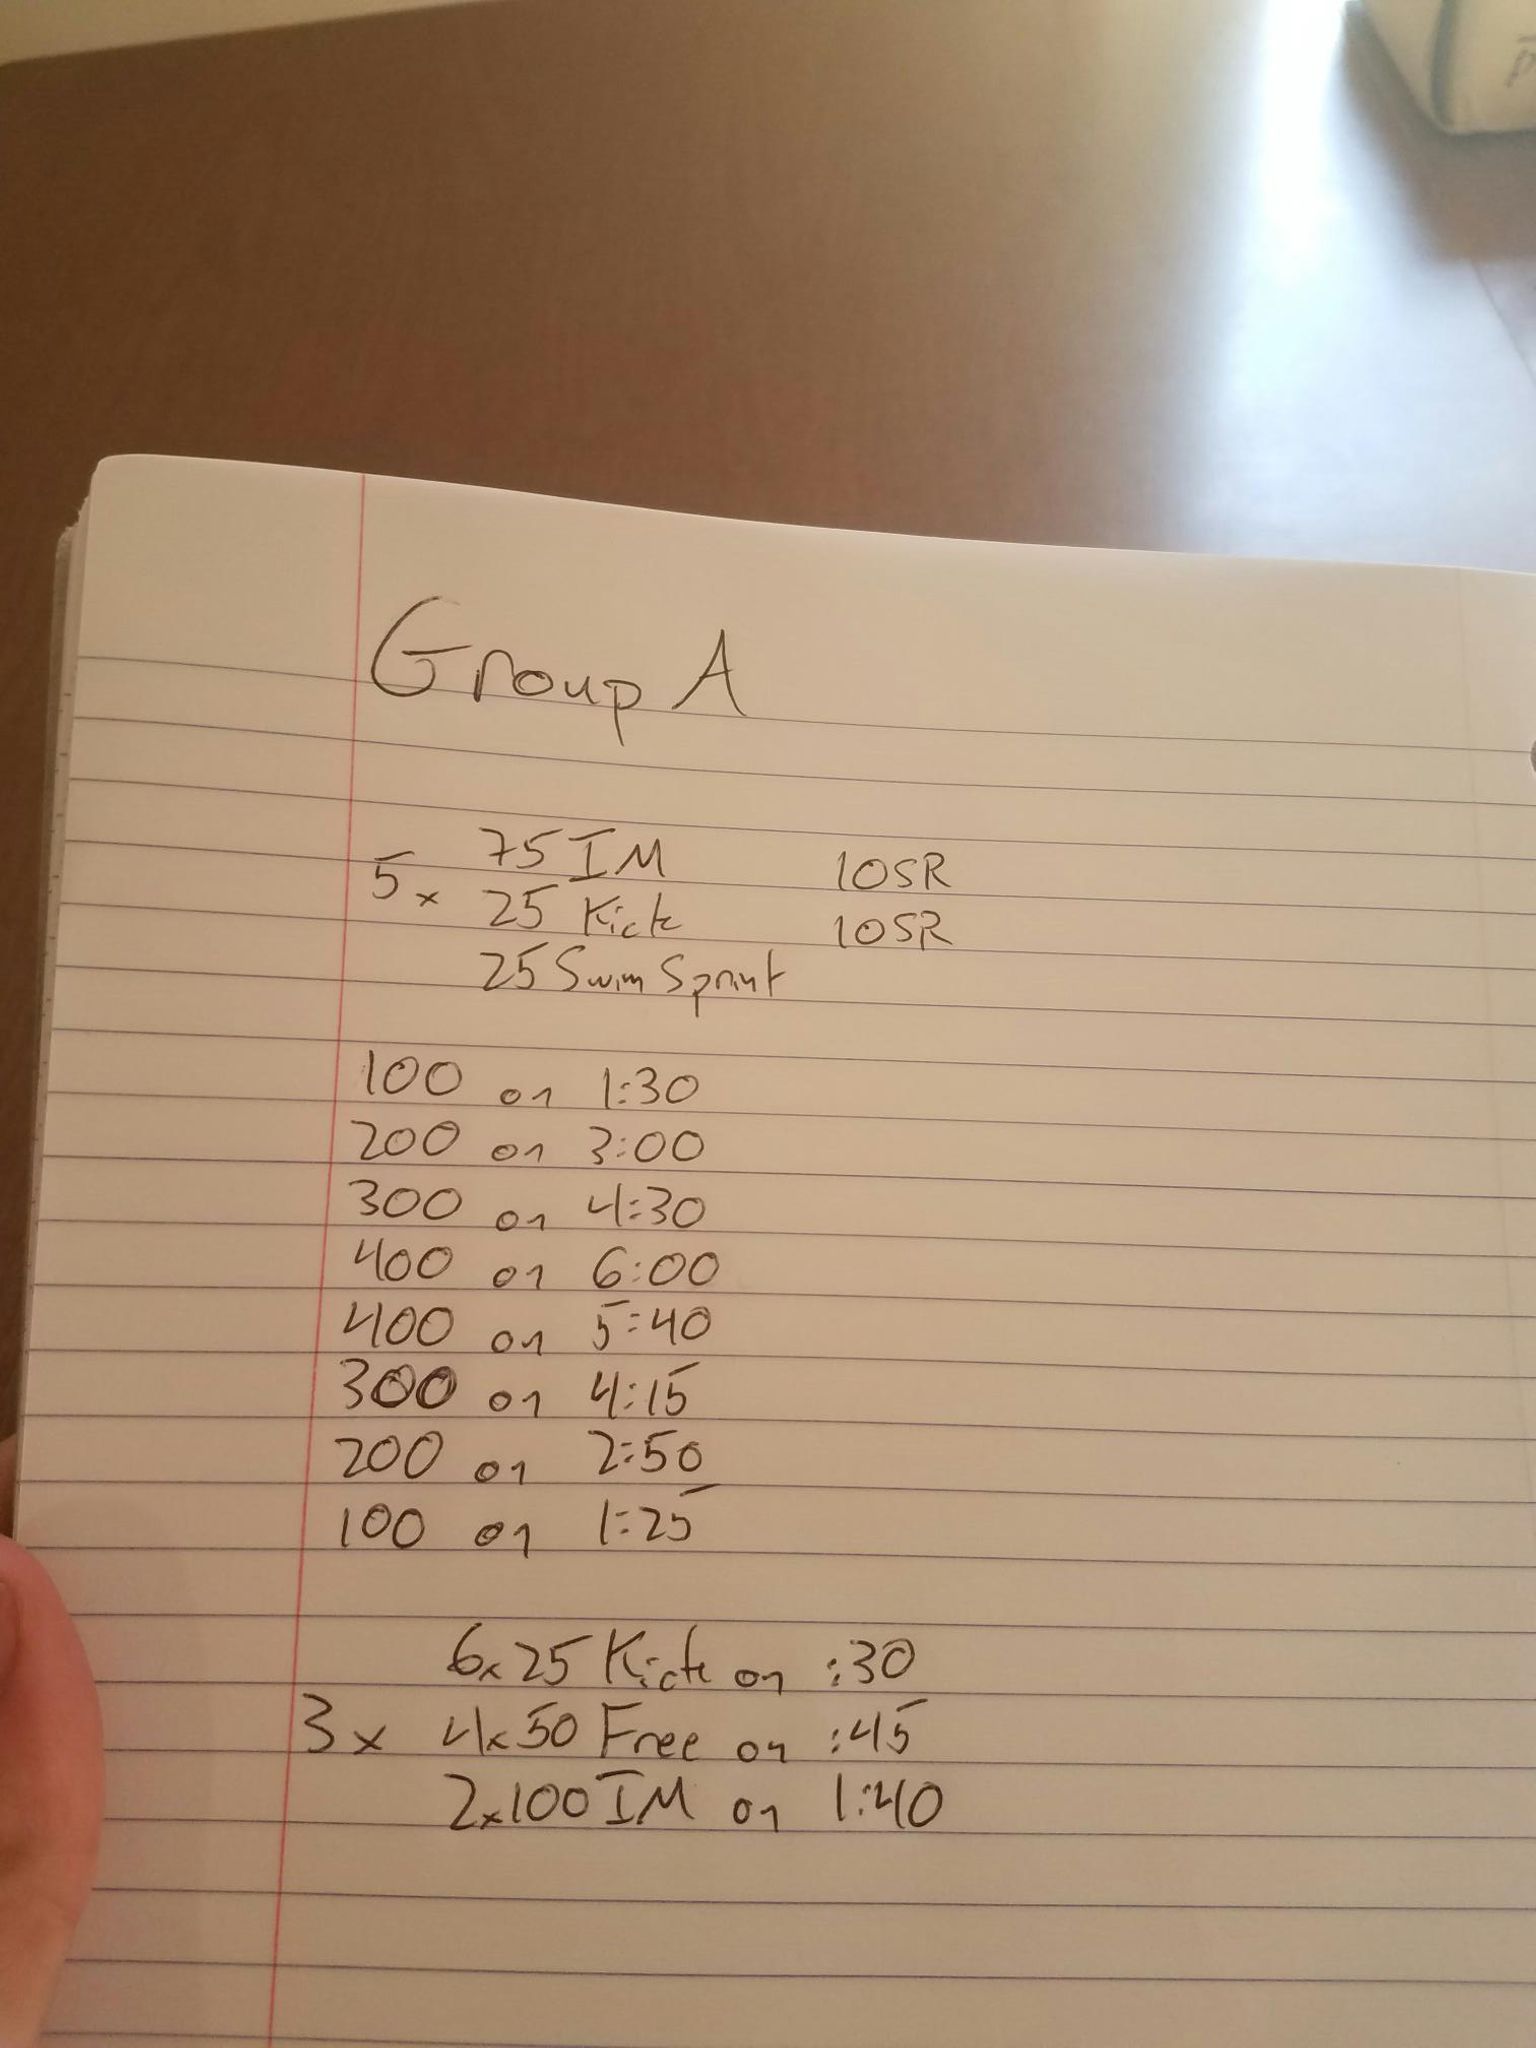 Group A
75 IM 10SR
5x 25 Kick 10SR
25 Swim Sprint
100 on 1:30
200 on 3:00
300 on 4:30
400 on 6:00
400 on 5:40
300 on 4:15
200 on 2:50
100 on 1:25
6x25 Kick on :30
3x 4x50 Free on :45
2x100 IM on 1:40